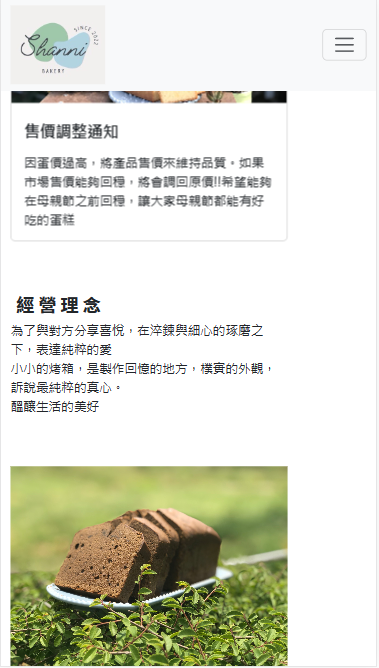 Shanni
SINCE 2022
BAKERY
售價調整通知
因蛋價過高，將產品售價來維持品質。如果
市場售價能夠回穩，將會調回原價!!希望能夠
在母親節之前回穩，讓大家母親節都能有好
吃的蛋糕
經營理念
為了與對方分享喜悅，在淬鍊與細心的琢磨之
下，表達純粹的愛
小小的烤箱，是製作回憶的地方，樸實的外觀，
訴說最純粹的真心。
醞釀生活的美好